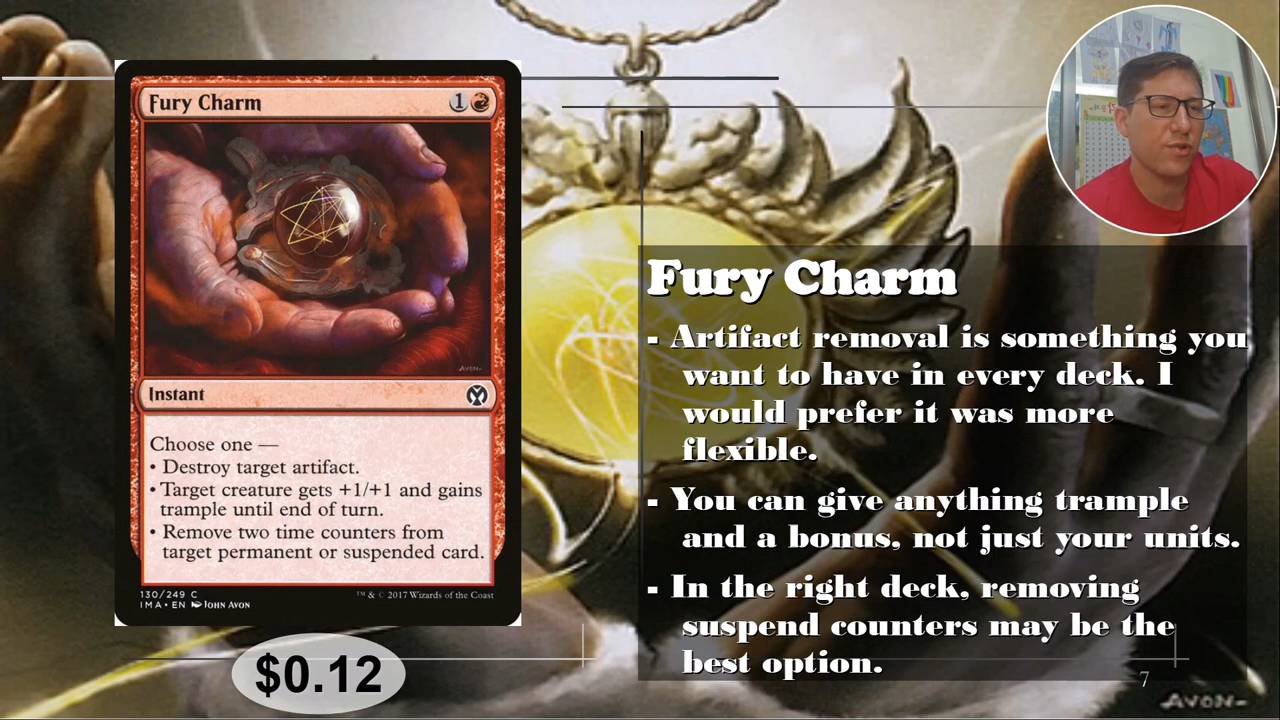 Fury Charm
1
AVON-
Instant
Choose one —
• Destroy target artifact.
• Target creature gets +1/+1 and gains
trample until end of turn.
• Remove two time counters from
target permanent or suspended card.
130/249 C
IMA • EN JOHN AVON
™ & © 2017 Wizards of the Coast
$0.12
Fury Charm
- Artifact removal is something you
want to have in every deck. I
would prefer it was more
flexible.
- You can give anything trample
and a bonus, not just your units.
- In the right deck, removing
suspend counters may be the
best option.
7
AVON-